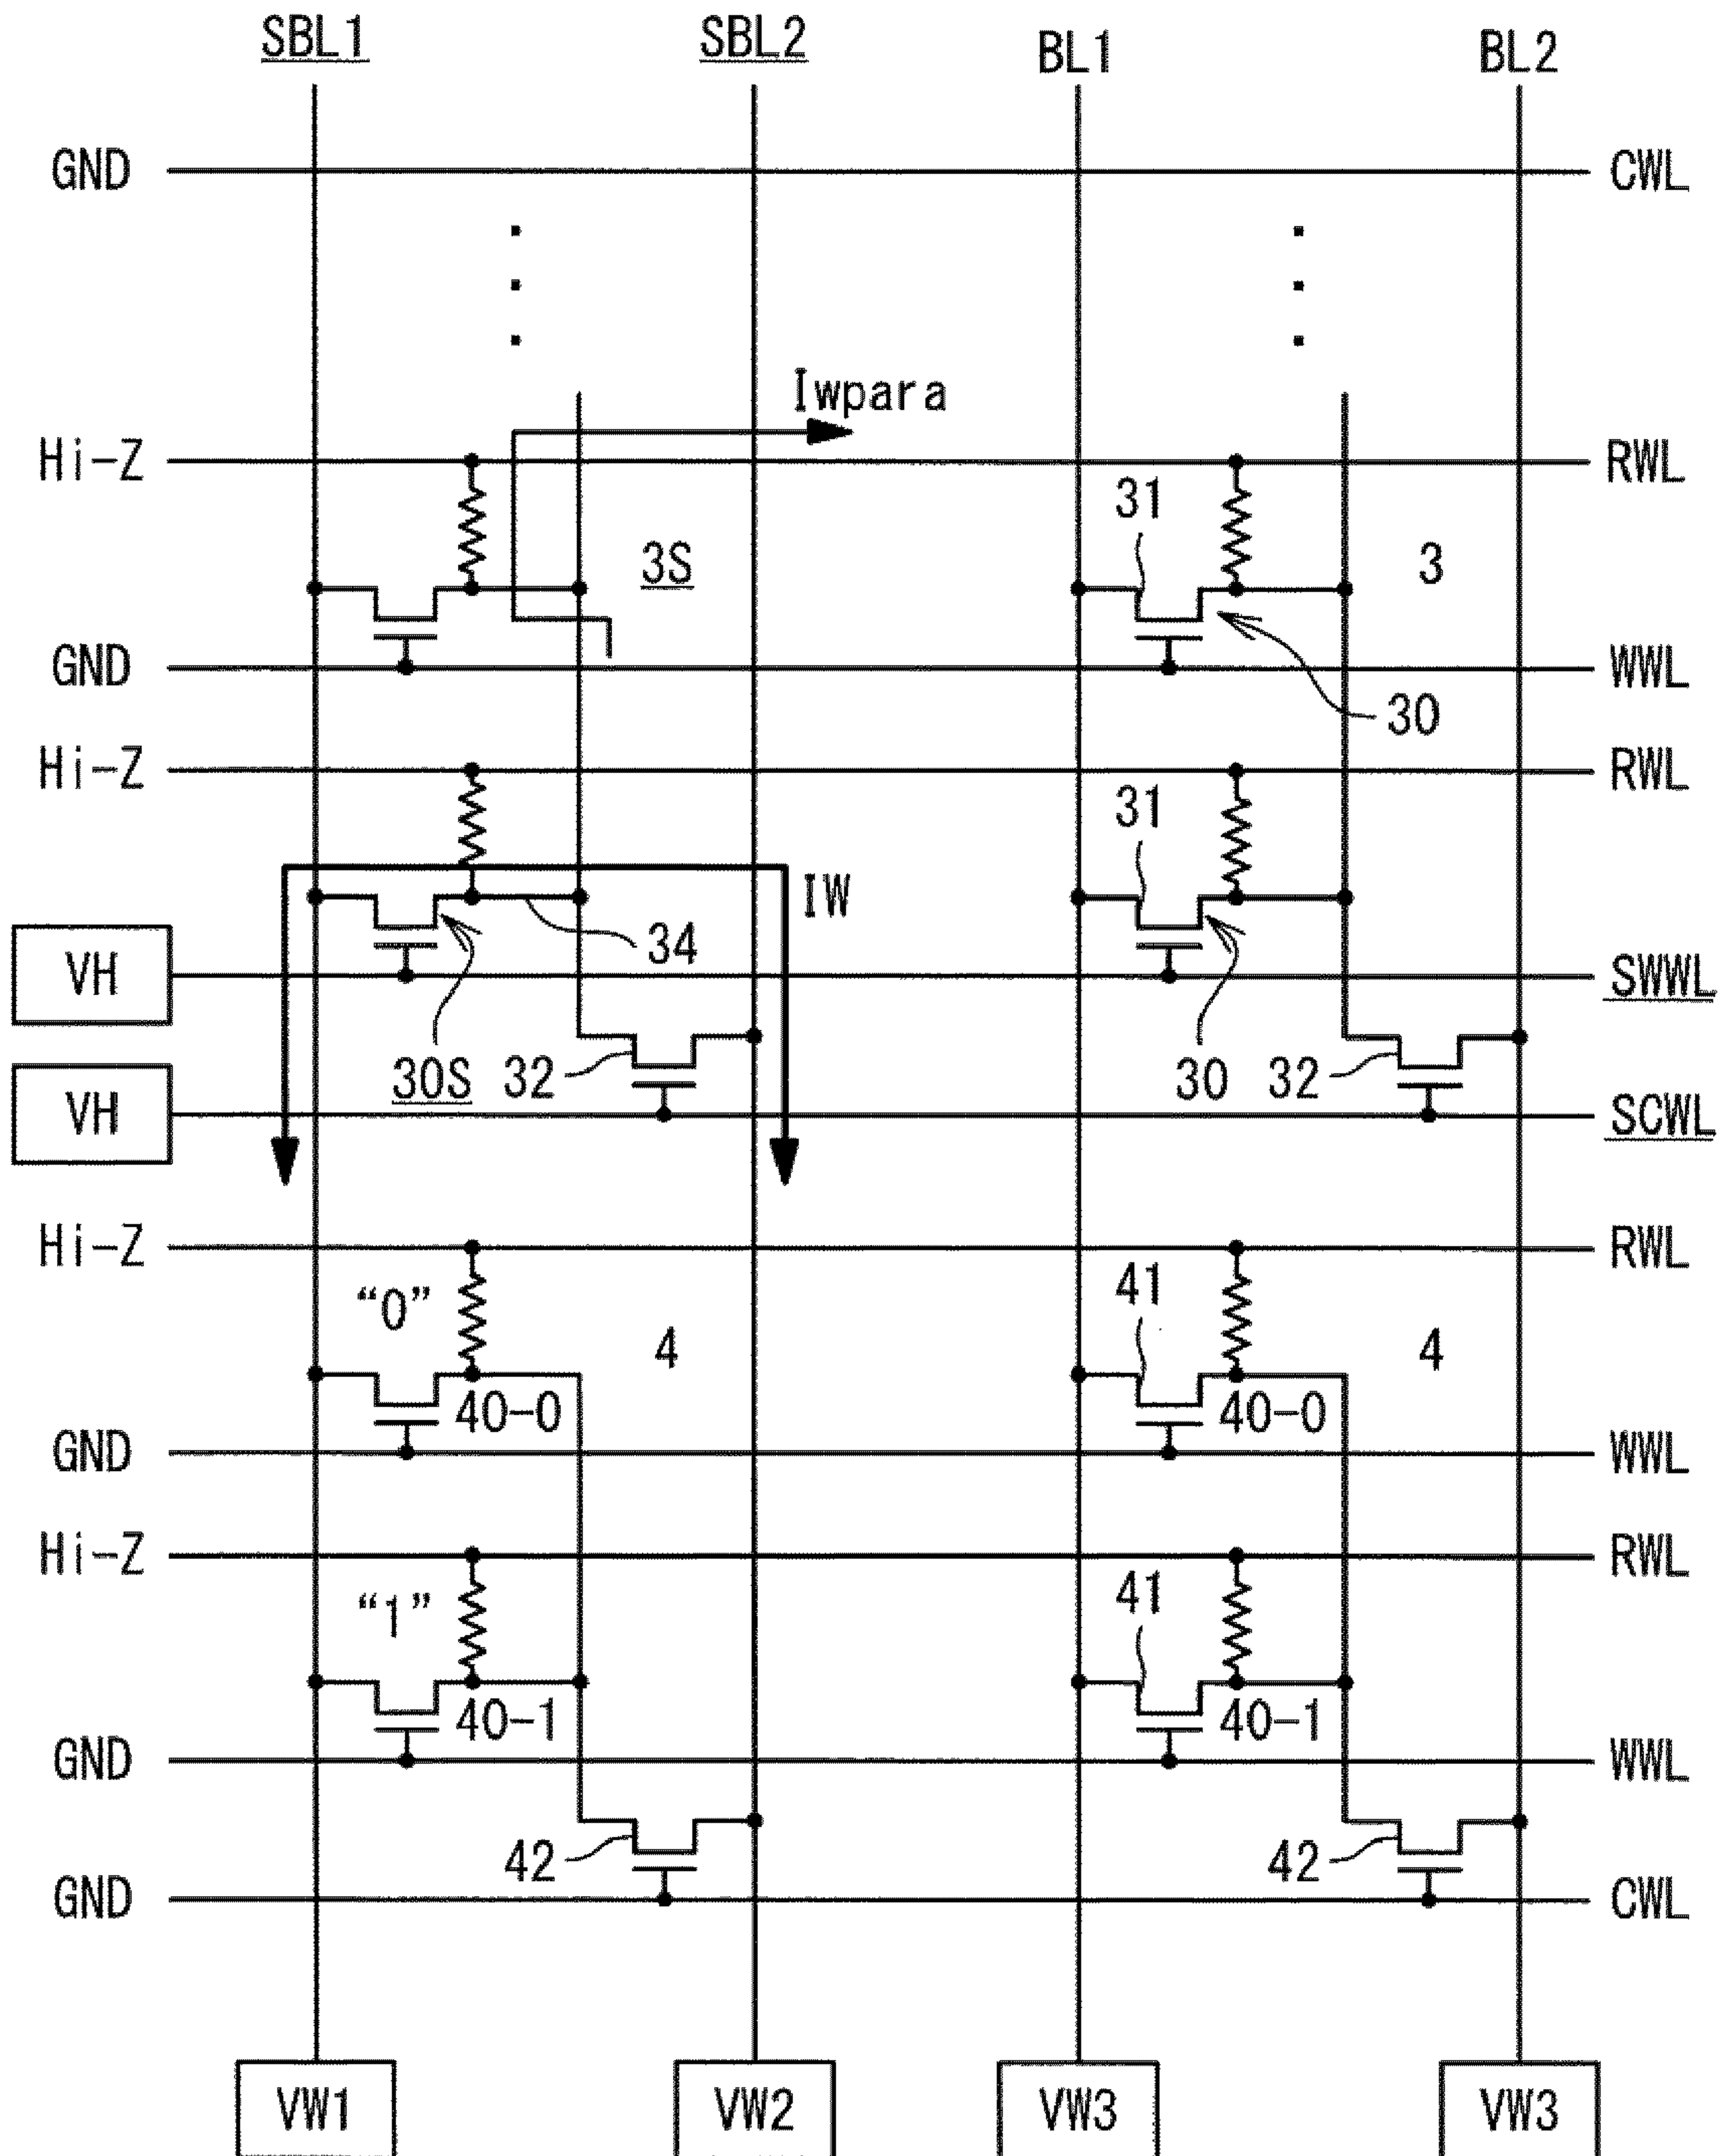 SBL1 SBL2 BL1 BL2
GND CWL
Iwpara
Hi-Z RWL
31
3S 3
GND WWL
30
Hi-Z RWL
31
IW
34
VH SWWL
30S 32 30 32
VH SCWL
Hi-Z RWL
“0” 41
4 4
40-0 40-0
GND WWL
Hi-Z RWL
“1” 41
40-1 40-1
GND WWL
42 42
GND CWL
VW1 VW2 VW3 VW3